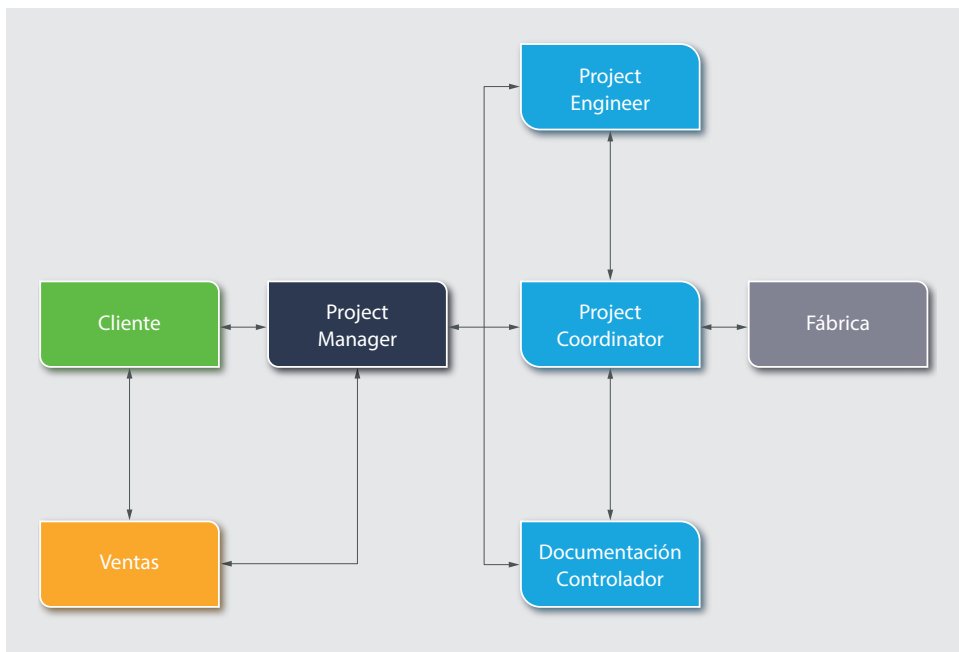 Project
Engineer
Cliente
Project
Manager
Project
Coordinator
Fábrica
Ventas
Documentación
Controlador